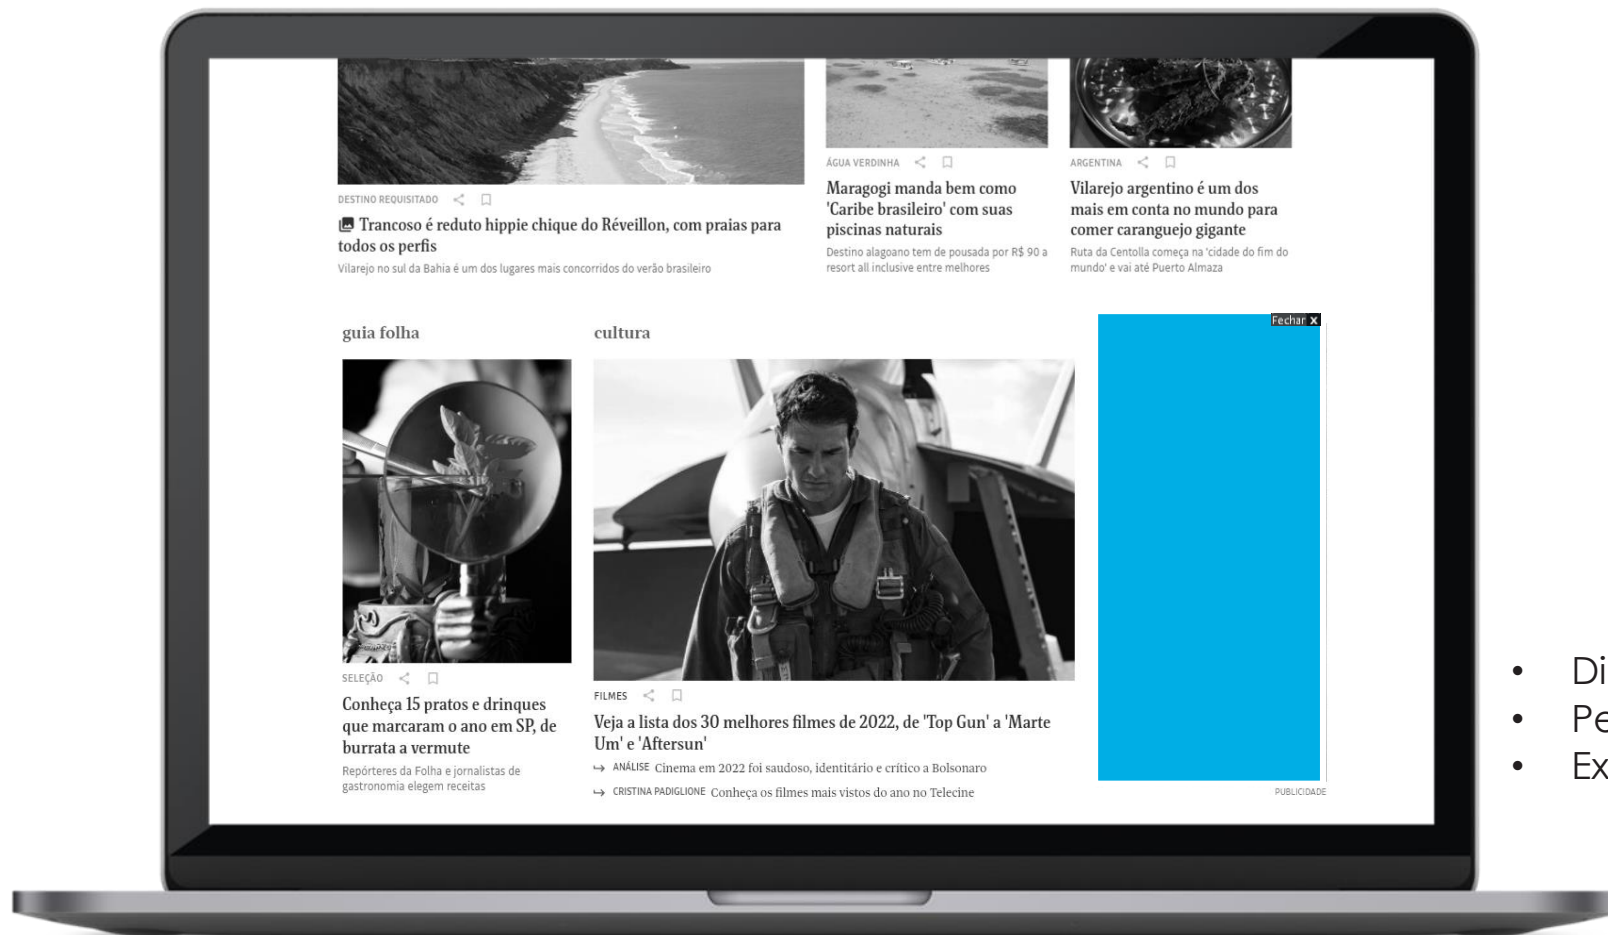 DESTINO REQUISITADO
Trancoso é reduto hippie chique do Réveillon, com praias para
todos os perfis
Vilarejo no sul da Bahia é um dos lugares mais concorridos do verão brasileiro
ÁGUA VERDINHA
Maragogi manda bem como
'Caribe brasileiro' com suas
piscinas naturais
Destino alagoano tem de pousada por R$ 90 a
resort all inclusive entre melhores
ARGENTINA
Vilarejo argentino é um dos
mais em conta no mundo para
comer caranguejo gigante
Ruta da Centolla começa na 'cidade do fim do
mundo' e vai até Puerto Almaza
guia folha
SELEÇÃO
Conheça 15 pratos e drinques
que marcaram o ano em SP, de
burrata a vermute
Repórteres da Folha e jornalistas de
gastronomia elegem receitas
cultura
FILMES
Veja a lista dos 30 melhores filmes de 2022, de 'Top Gun' a 'Marte
Um' e 'Aftersun'
↪ ANÁLISE Cinema em 2022 foi saudoso, identitário e crítico a Bolsonaro
↪ CRISTINA PADIGLIONE Conheça os filmes mais vistos do ano no Telecine
Fechar X
PUBLICIDADE
• Di
• Pe
• Ex